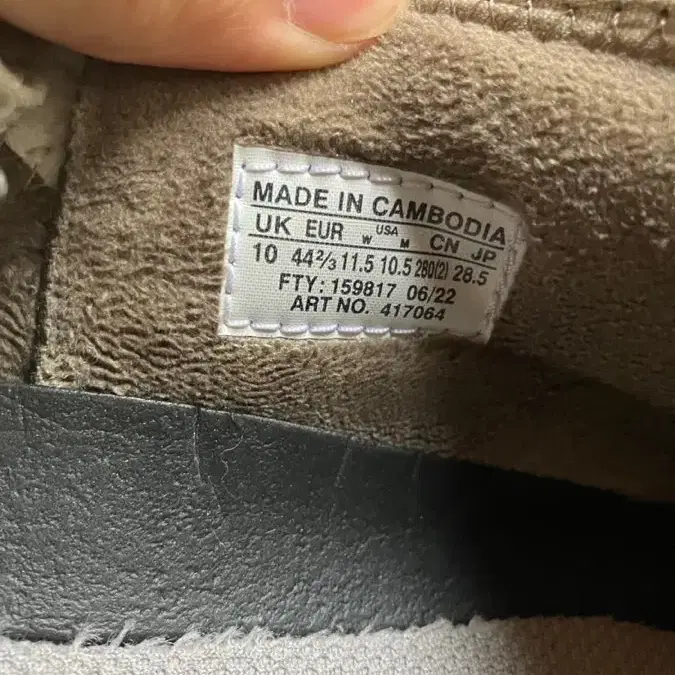 MADE IN CAMBODIA
UK EUR W USA M CN JP
10 44⅔ 11.5 10.5 280(2) 28.5
FTY: 159817 06/22
ART NO. 417064